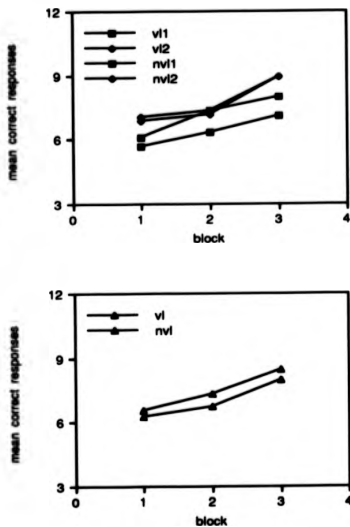 12
9
6
3
0 1 2 3 4
mean correct responses
block
vl1
vl2
nvl1
nvl2
12
9
6
3
0 1 2 3 4
mean correct responses
block
vl
nvl